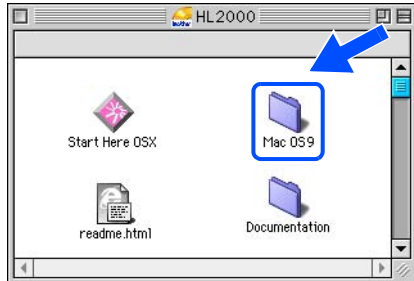 HL2000
Start Here OSX
Mac OS9
readme.html
Documentation